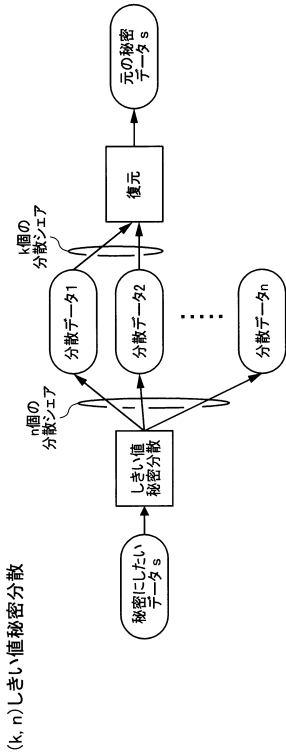 (k, n)しきい値秘密分散
秘密にしたい
データs
しきい値
秘密分散
n個の
分散シェア
分散データ1
分散データ2
......
分散データn
k個の
分散シェア
復元
元の秘密
データs